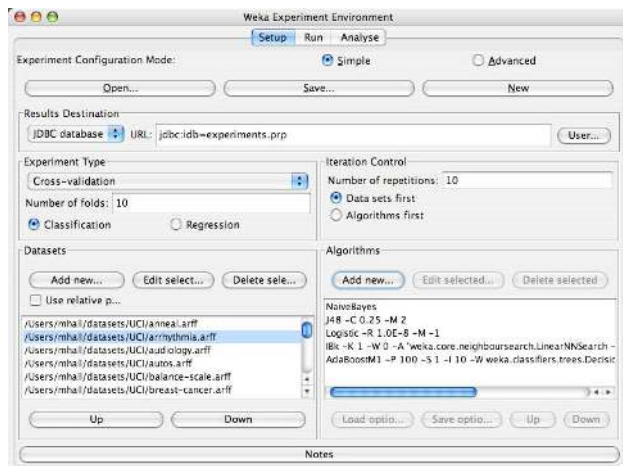 Weka Experiment Environment
Setup Run Analyse
Experiment Configuration Mode: Simple Advanced
Open... Save... New
Results Destination
JDBC database URL: jdbc:idb=experiments.prp User...
Experiment Type
Cross-validation
Number of folds: 10
Classification Regression
Iteration Control
Number of repetitions: 10
Data sets first
Algorithms first
Datasets
Add new... Edit select... Delete sele...
Use relative p...
/Users/mhall/datasets/UCI/anneal.arff
/Users/mhall/datasets/UCI/arrhythmia.arff
/Users/mhall/datasets/UCI/audiology.arff
/Users/mhall/datasets/UCI/autos.arff
/Users/mhall/datasets/UCI/balance-scale.arff
/Users/mhall/datasets/UCI/breast-cancer.arff
Up Down
Algorithms
Add new... Edit selected... Delete selected
NaiveBayes
J48 -C 0.25 -M 2
Logistic -R 1.0E-8 -M -1
IBk -K 1 -W 0 -A "weka.core.neighboursearch.LinearNNSearch -
AdaBoostM1 -P 100 -S 1 -I 10 -W weka.classifiers.trees.Decisic
Load optio... Save optio... Up Down
Notes